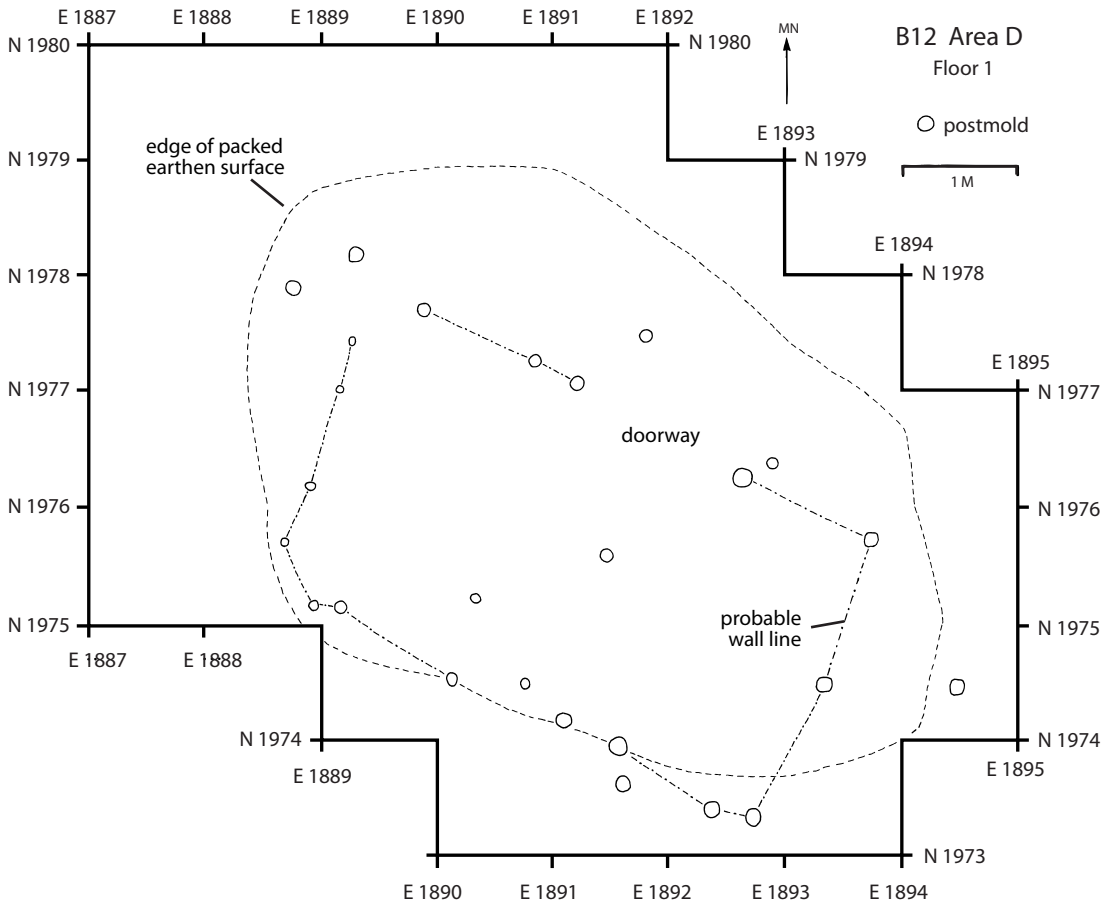 E 1887
E 1888
E 1889
E 1890
E 1891
E 1892
N 1980
N 1980
MN
B12 Area D
Floor 1
postmold
1 M
E 1893
N 1979
N 1979
edge of packed
earthen surface
E 1894
N 1978
N 1978
E 1895
N 1977
N 1977
doorway
N 1976
N 1976
probable
wall line
N 1975
N 1975
E 1887
E 1888
N 1974
N 1974
E 1889
E 1895
N 1973
E 1890
E 1891
E 1892
E 1893
E 1894